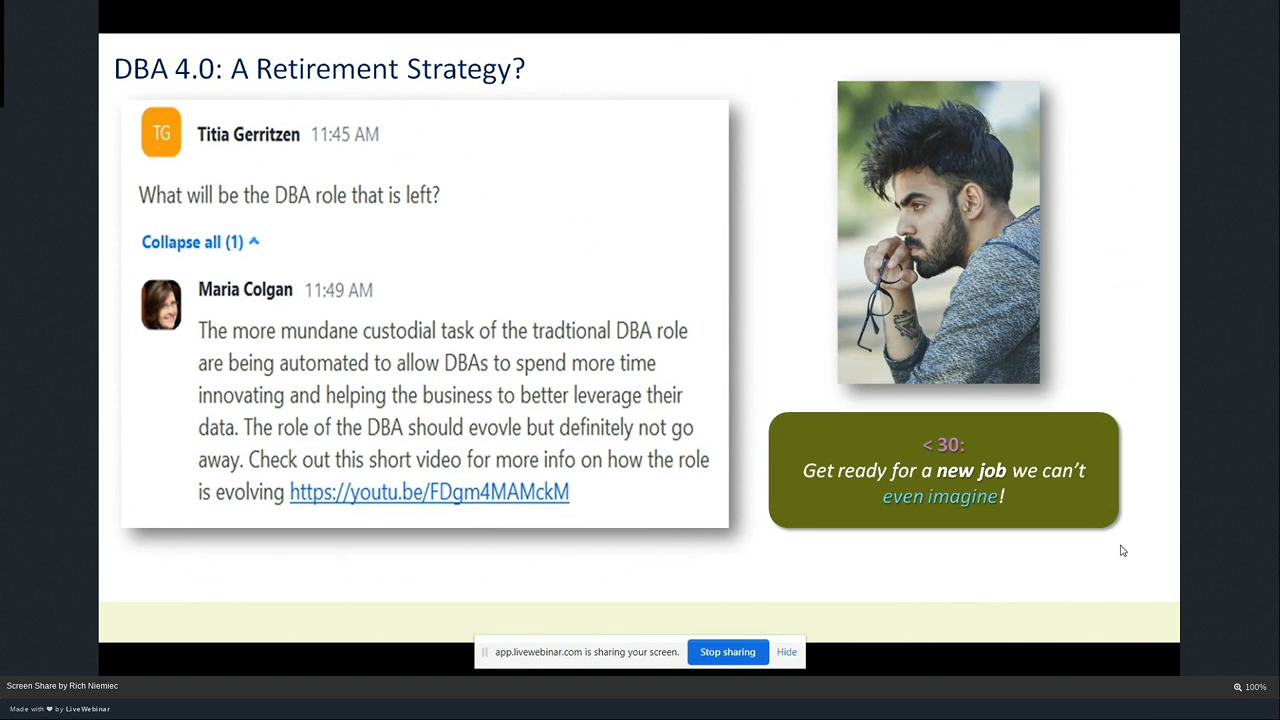 DBA 4.0: A Retirement Strategy?
TG
Titia Gerritzen 11:45 AM
What will be the DBA role that is left?
Collapse all (1)
Maria Colgan 11:49 AM
The more mundane custodial task of the tradtional DBA role
are being automated to allow DBAs to spend more time
innovating and helping the business to better leverage their
data. The role of the DBA should evovle but definitely not go
away. Check out this short video for more info on how the role
is evolving https://youtu.be/FDgm4MAMckM
< 30:
Get ready for a new job we can't
even imagine!
app.livewebinar.com is sharing your screen. Stop sharing Hide
Screen Share by Rich Niemiec
100%
Made with ❤ by LiveWebinar